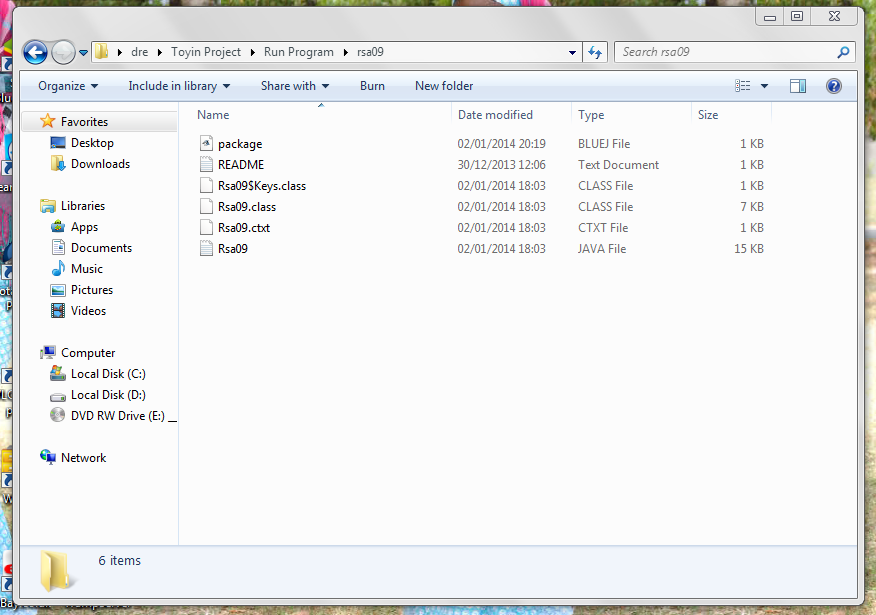 dre Toyin Project Run Program rsa09 Search rsa09
Organize Include in library Share with Burn New folder
Name Date modified Type Size
Favorites
Desktop
Downloads
Libraries
Apps
Documents
Music
Pictures
Videos
Computer
Local Disk (C:)
Local Disk (D:)
DVD RW Drive (E:) __
Network
package 02/01/2014 20:19 BLUEJ File 1 KB
README 30/12/2013 12:06 Text Document 1 KB
Rsa09$Keys.class 02/01/2014 18:03 CLASS File 1 KB
Rsa09.class 02/01/2014 18:03 CLASS File 7 KB
Rsa09.ctxt 02/01/2014 18:03 CTXT File 1 KB
Rsa09 02/01/2014 18:03 JAVA File 15 KB
6 items